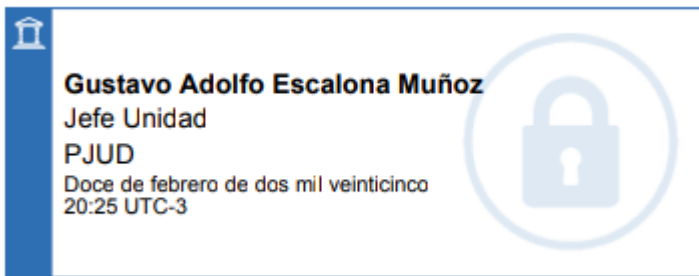 Gustavo Adolfo Escalona Muñoz
Jefe Unidad
PJUD
Doce de febrero de dos mil veinticinco
20:25 UTC-3